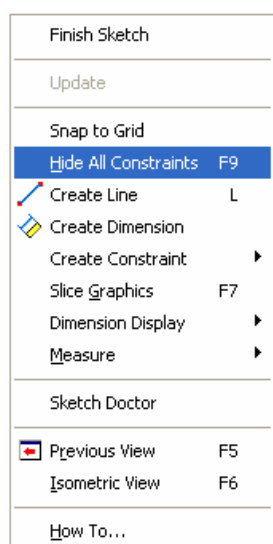 Finish Sketch
Update
Snap to Grid
Hide All Constraints F9
Create Line L
Create Dimension
Create Constraint
Slice Graphics F7
Dimension Display
Measure
Sketch Doctor
Previous View F5
Isometric View F6
How To...